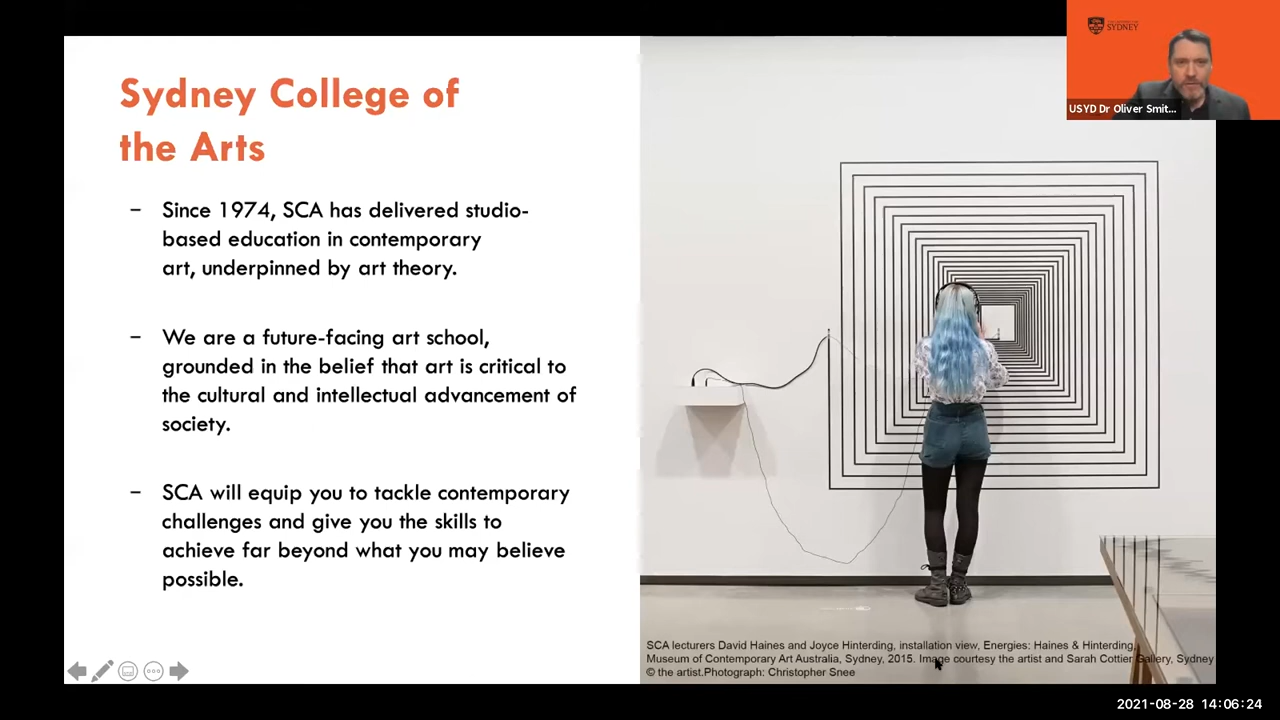 SYDNEY
USYD Dr Oliver Smit...
Sydney College of
the Arts
– Since 1974, SCA has delivered studio-
based education in contemporary
art, underpinned by art theory.
– We are a future-facing art school,
grounded in the belief that art is critical to
the cultural and intellectual advancement of
society.
– SCA will equip you to tackle contemporary
challenges and give you the skills to
achieve far beyond what you may believe
possible.
SCA lecturers David Haines and Joyce Hinterding, installation view, Energies: Haines & Hinterding,
Museum of Contemporary Art Australia, Sydney, 2015. Image courtesy the artist and Sarah Cottier Gallery, Sydney
© the artist.Photograph: Christopher Snee
2021-08-28 14:06:24